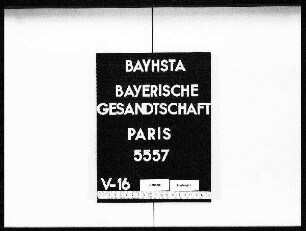 BAYHSTA
BAYERISCHE
GESANDTSCHAFT
PARIS
5557
V-16